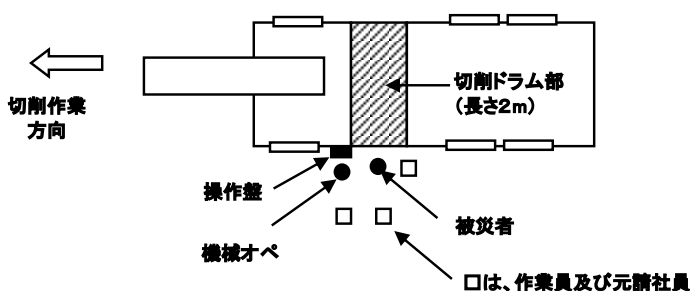 切削作業
方向
切削ドラム部
（長さ2m）
操作盤
機械オペ
被災者
□は、作業員及び元請社員